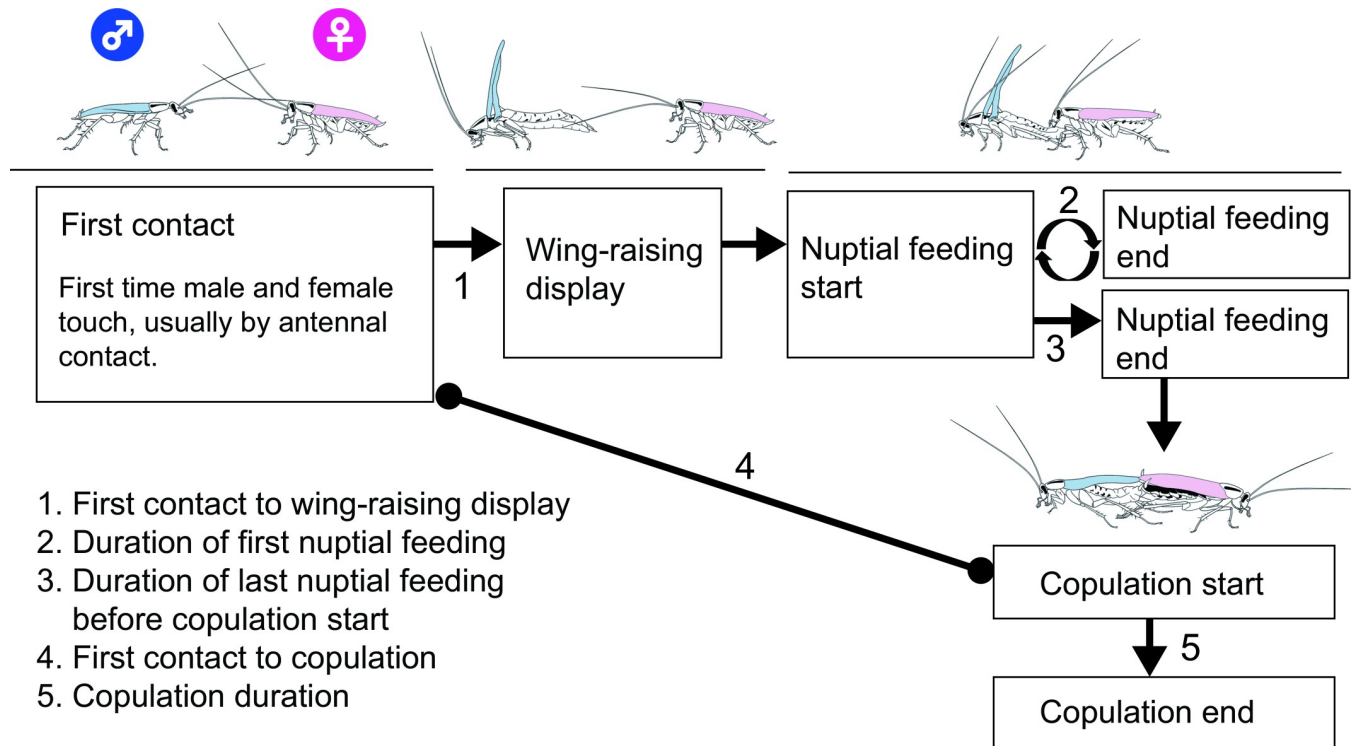 ♂
♀
First contact
First time male and female
touch, usually by antennal
contact.
1
Wing-raising
display
Nuptial feeding
start
2
Nuptial feeding
end
3
Nuptial feeding
end
4
Copulation start
5
Copulation end
1. First contact to wing-raising display
2. Duration of first nuptial feeding
3. Duration of last nuptial feeding
before copulation start
4. First contact to copulation
5. Copulation duration